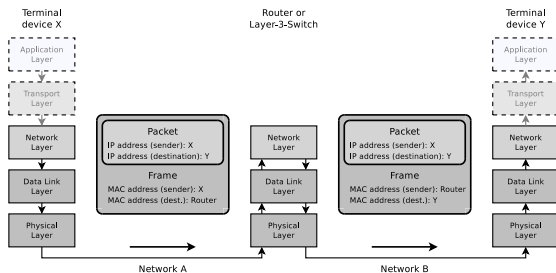 Terminal
device X
Router or
Layer-3-Switch
Terminal
device Y
Application
Layer
Transport
Layer
Network
Layer
Data Link
Layer
Physical
Layer
Packet
IP address (sender): X
IP address (destination): Y
Frame
MAC address (sender): X
MAC address (dest.): Router
Network
Layer
Data Link
Layer
Physical
Layer
Packet
IP address (sender): X
IP address (destination): Y
Frame
MAC address (sender): Router
MAC address (dest.): Y
Application
Layer
Transport
Layer
Network
Layer
Data Link
Layer
Physical
Layer
Network A
Network B